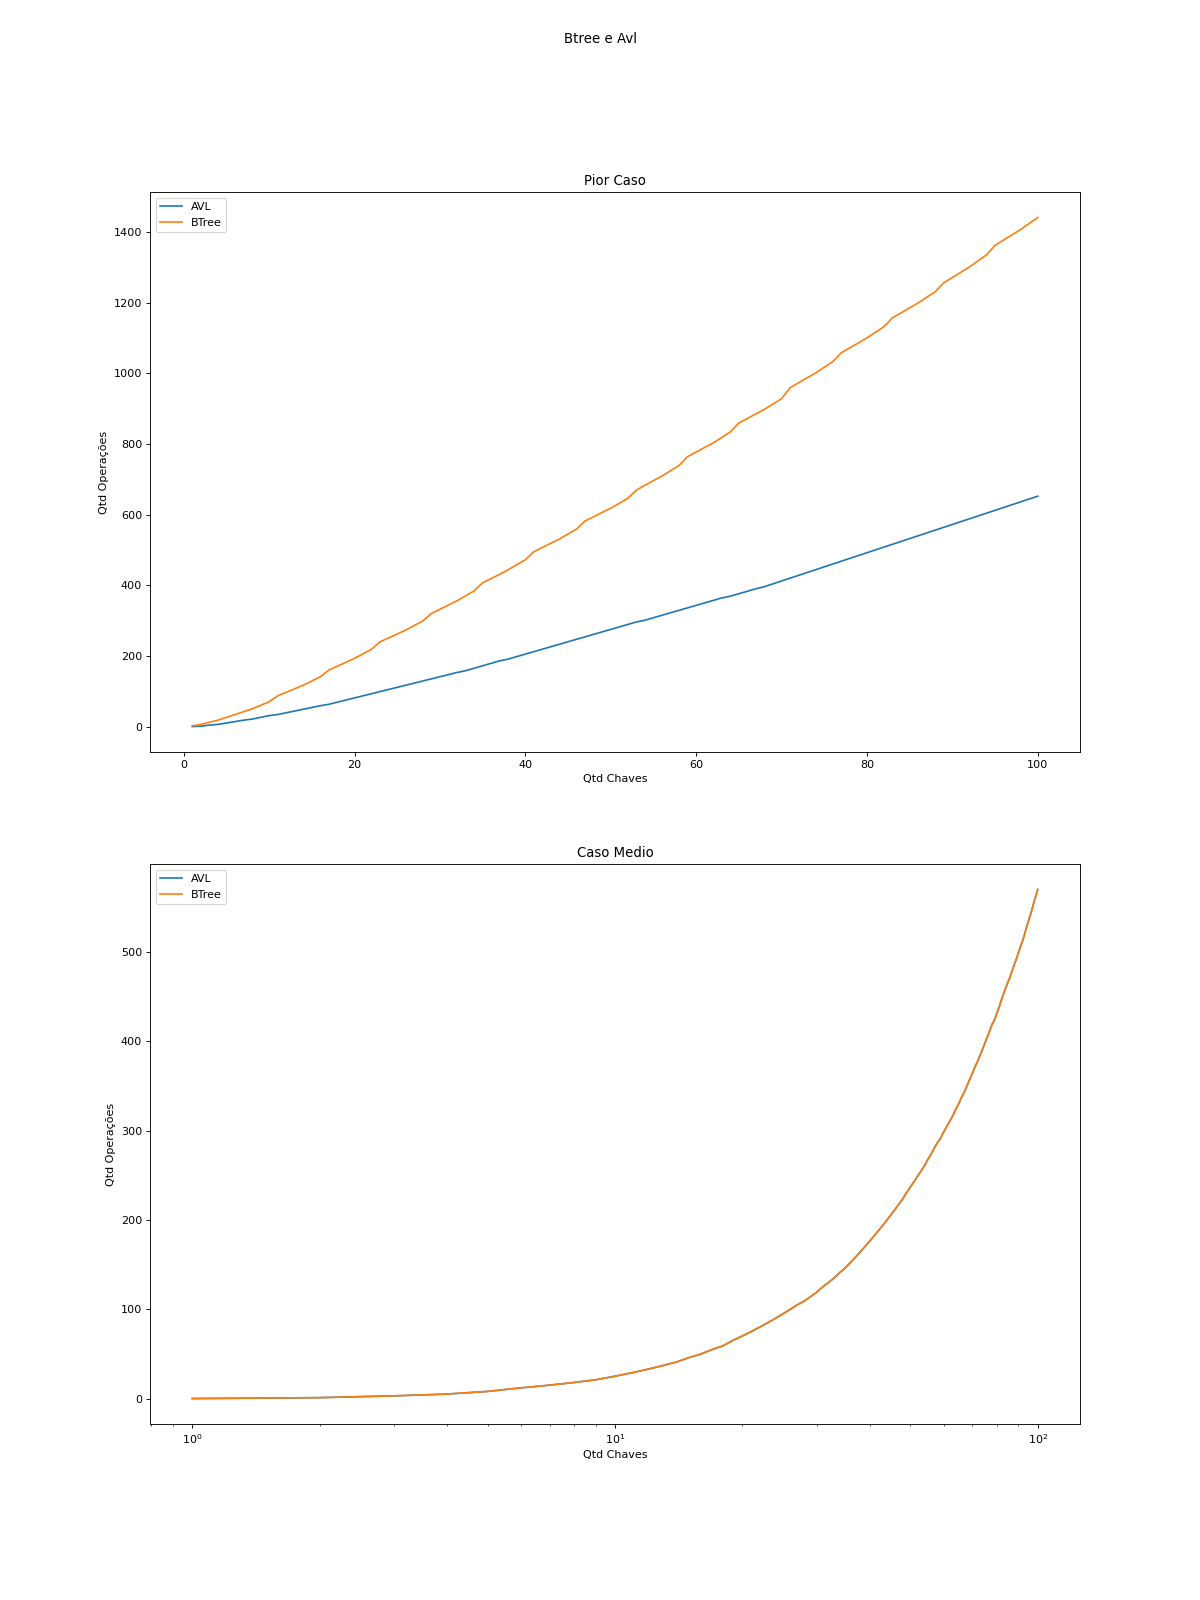 Btree e Avl
Pior Caso
AVL
BTree
1400
1200
1000
800
600
400
200
0
Qtd Operações
0 20 40 60 80 100
Qtd Chaves
Caso Medio
AVL
BTree
500
400
300
200
100
0
Qtd Operações
10⁰ 10¹ 10²
Qtd Chaves